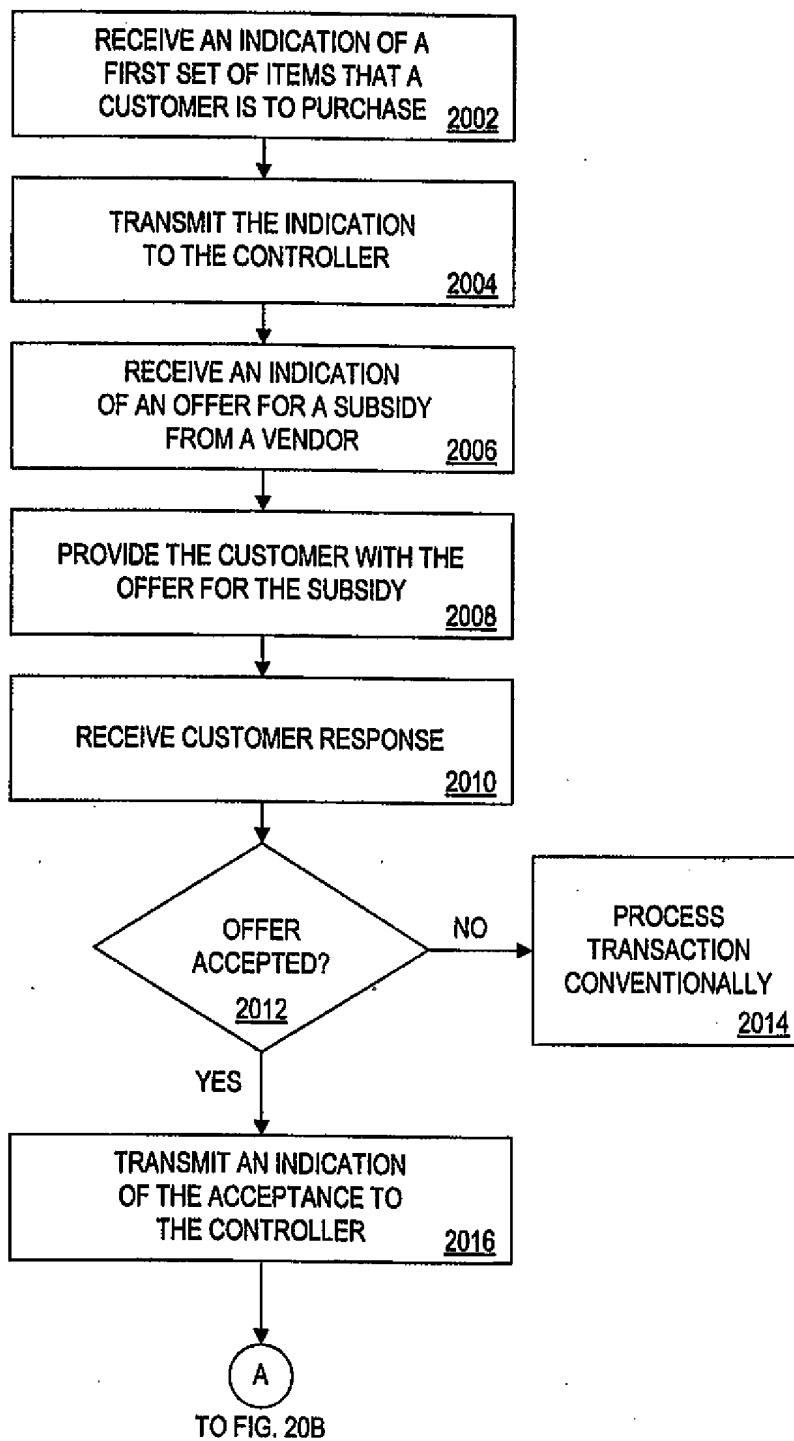 RECEIVE AN INDICATION OF A
FIRST SET OF ITEMS THAT A
CUSTOMER IS TO PURCHASE
2002
TRANSMIT THE INDICATION
TO THE CONTROLLER
2004
RECEIVE AN INDICATION
OF AN OFFER FOR A SUBSIDY
FROM A VENDOR
2006
PROVIDE THE CUSTOMER WITH THE
OFFER FOR THE SUBSIDY
2008
RECEIVE CUSTOMER RESPONSE
2010
OFFER
ACCEPTED?
2012
NO
PROCESS
TRANSACTION
CONVENTIONALLY
2014
YES
TRANSMIT AN INDICATION
OF THE ACCEPTANCE TO
THE CONTROLLER
2016
A
TO FIG. 20B